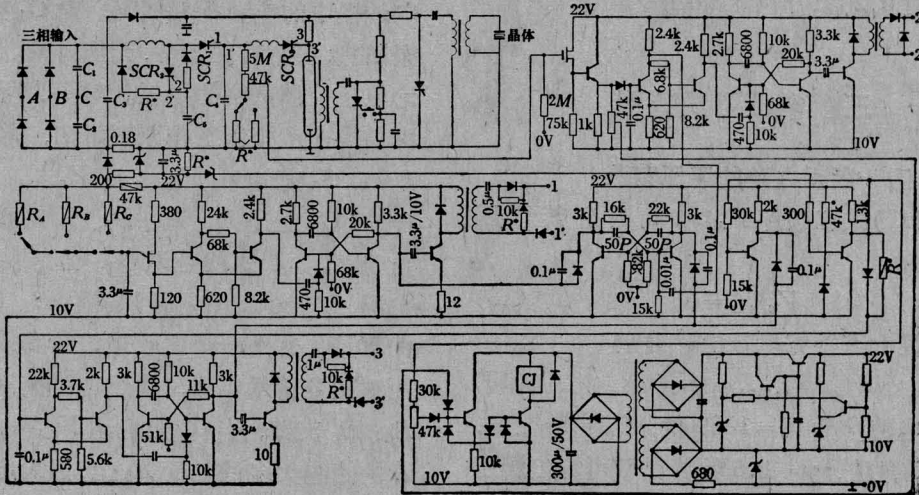 三相输入
A
B
C
C₁
C₂
C₃
SCR₃
R*
2
2'
C₅
SCR₁
1
1'
C₄
5M
47k
R*
SCR₂
3
3'
晶体
22V
2M
0V
75k
1k
47k
0.1μ
2.4k
6.8k
620
8.2k
2.4k
2.7k
6800
10k
20k
3.3k
3.3μ
68k
0V
470
10k
10V
2
2'
0.18
200
47k
3.3μ
R*
22V
R_A
R_B
R_C
380
24k
68k
2.4k
2.7k
6800
10k
20k
3.3k
3.3μ/10V
0.5μ
10k
R*
1
1'
3.3μ
120
620
8.2k
470
68k
0V
10k
12
10V
22V
3k
16k
22k
3k
50P
50P
0.1μ
82k
0V
0.01μ
15k
0.1μ
30k
2k
15k
0V
0.1μ
300
47k
1.3k
R*
22V
22k
3.7k
2k
3k
6800
10k
11k
3k
3.3μ
51k
0V
10k
0.1μ
580
5.6k
10
1μ
10k
R*
3
3'
30k
47k
10k
10V
CJ
300μ/50V
22V
10V
680
0V